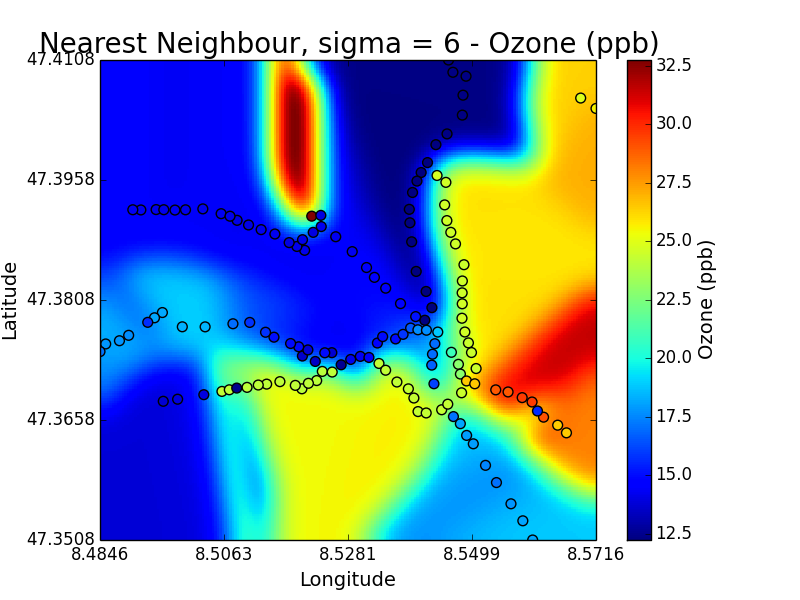 Nearest Neighbour, sigma = 6 - Ozone (ppb)
47.4108
47.3958
47.3808
47.3658
47.3508
Latitude
8.4846 8.5063 8.5281 8.5499 8.5716
Longitude
32.5
30.0
27.5
25.0
22.5
20.0
17.5
15.0
12.5
Ozone (ppb)